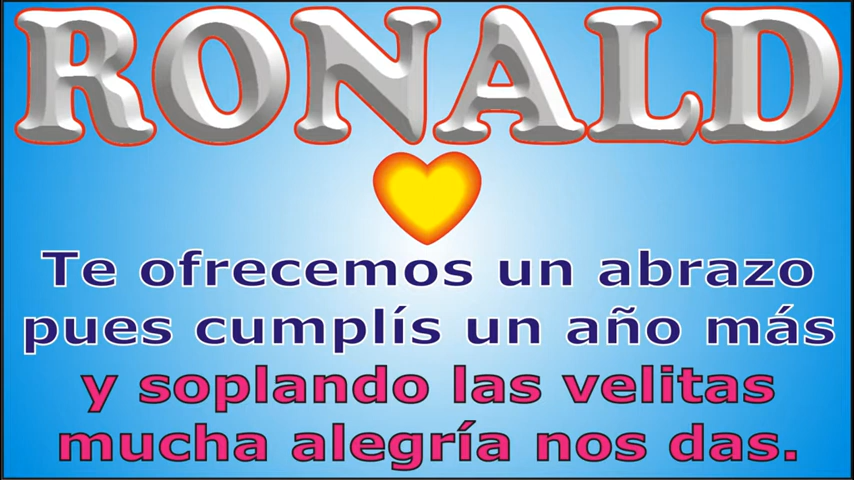 RONALD
Te ofrecemos un abrazo
pues cumplís un año más
y soplando las velitas
mucha alegría nos das.